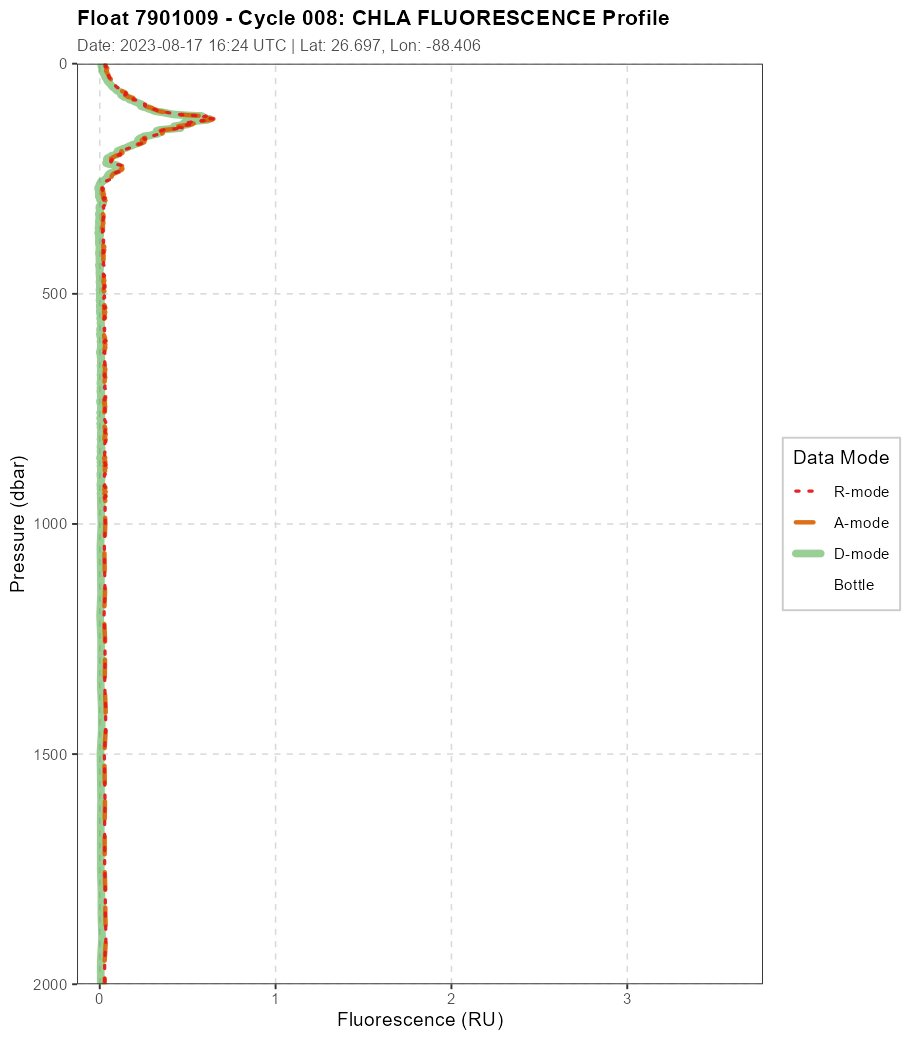 Float 7901009 - Cycle 008: CHLA FLUORESCENCE Profile
Date: 2023-08-17 16:24 UTC | Lat: 26.697, Lon: -88.406
0
500
1000
1500
2000
Pressure (dbar)
0 1 2 3
Fluorescence (RU)
Data Mode
R-mode
A-mode
D-mode
Bottle